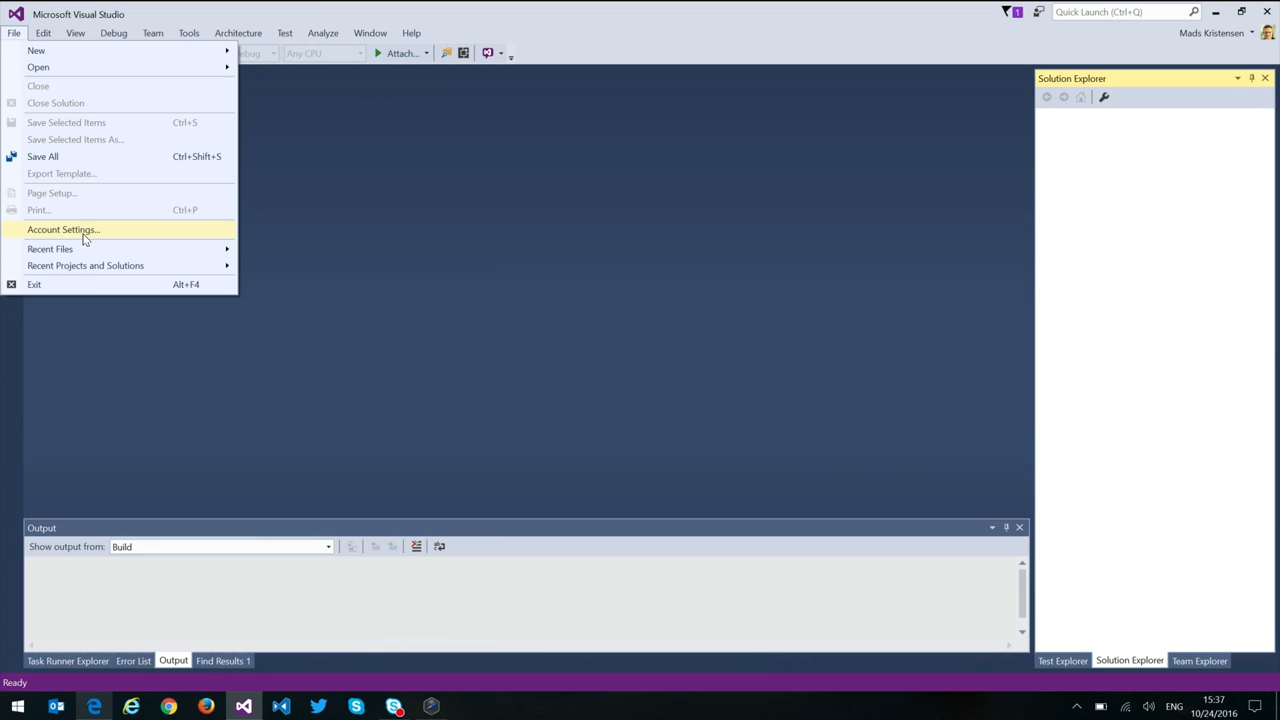 Microsoft Visual Studio
1
Quick Launch (Ctrl+Q)
File Edit View Debug Team Tools Architecture Test Analyze Window Help
Mads Kristensen
New
Open
Close
Close Solution
Save Selected Items Ctrl+S
Save Selected Items As...
Save All Ctrl+Shift+S
Export Template...
Page Setup...
Print... Ctrl+P
Account Settings...
Recent Files
Recent Projects and Solutions
Exit Alt+F4
ebug Any CPU Attach...
Solution Explorer
Output
Show output from: Build
Task Runner Explorer Error List Output Find Results 1
Test Explorer Solution Explorer Team Explorer
Ready
ENG
15:37
10/24/2016